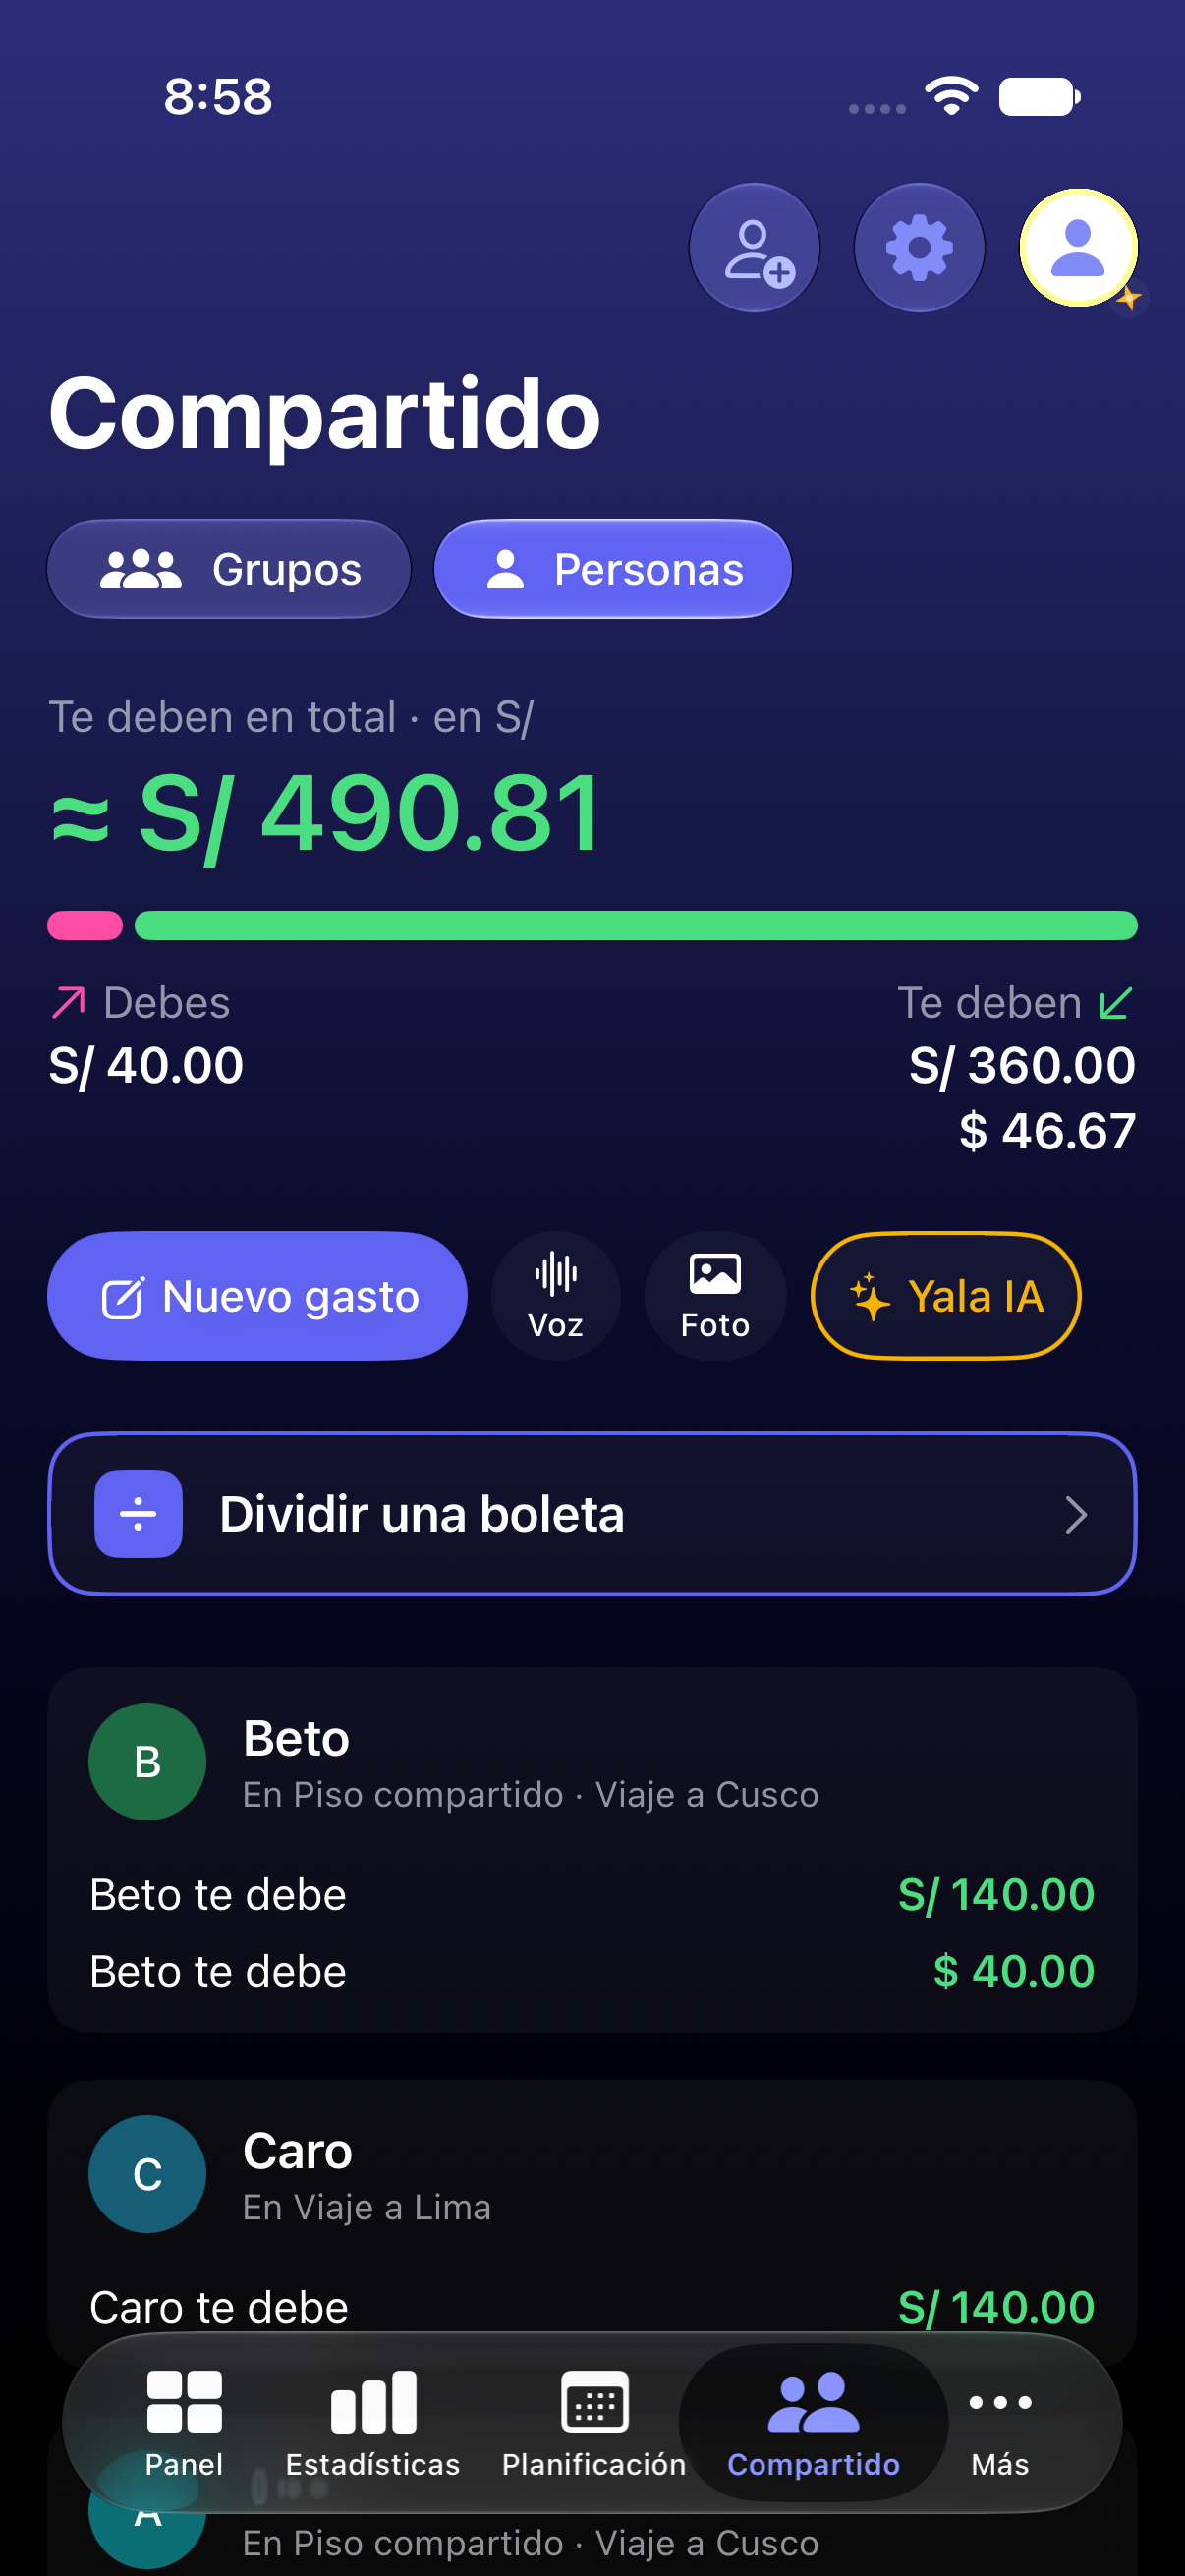 8:58
Compartido
Grupos
Personas
Te deben en total · en S/
≈ S/ 490.81
Debes
Te deben
S/ 40.00
S/ 360.00
$ 46.67
Nuevo gasto
Voz
Foto
Yala IA
÷ Dividir una boleta
B
Beto
En Piso compartido · Viaje a Cusco
Beto te debe S/ 140.00
Beto te debe $ 40.00
C
Caro
En Viaje a Lima
Caro te debe S/ 140.00
Panel
Estadísticas
Planificación
Compartido
Más
A
En Piso compartido · Viaje a Cusco